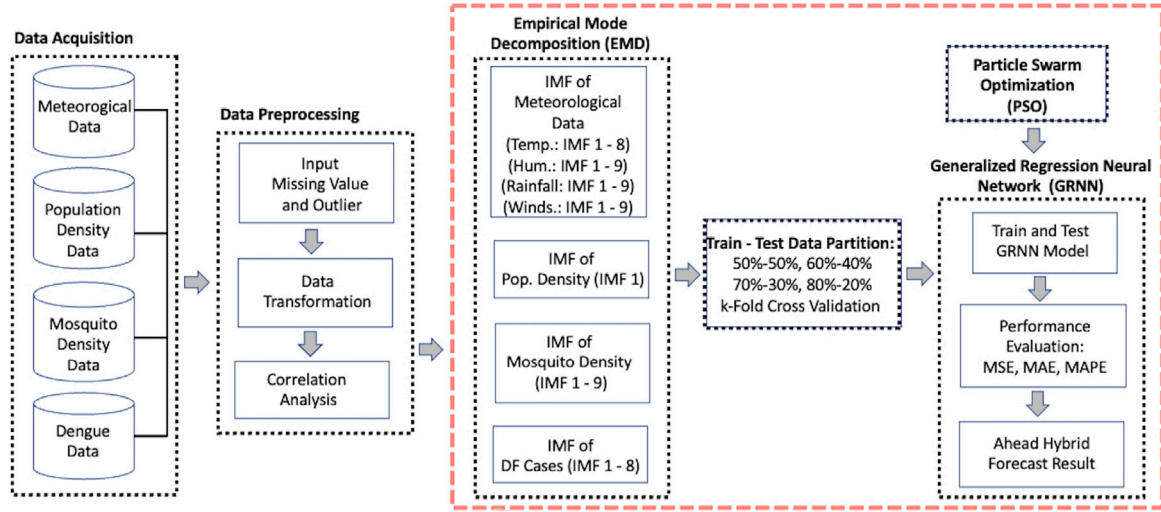 Data Acquisition
Meteorogical
Data
Population
Density
Data
Mosquito
Density
Data
Dengue
Data
Data Preprocessing
Input
Missing Value
and Outlier
Data
Transformation
Correlation
Analysis
Empirical Mode
Decomposition (EMD)
IMF of
Meteorological
Data
(Temp.: IMF 1 - 8)
(Hum.: IMF 1 - 9)
(Rainfall: IMF 1 - 9)
(Winds.: IMF 1 - 9)
IMF of
Pop. Density (IMF 1)
IMF of
Mosquito Density
(IMF 1 - 9)
IMF of
DF Cases (IMF 1 - 8)
Train - Test Data Partition:
50%-50%, 60%-40%
70%-30%, 80%-20%
k-Fold Cross Validation
Particle Swarm
Optimization
(PSO)
Generalized Regression Neural
Network (GRNN)
Train and Test
GRNN Model
Performance
Evaluation:
MSE, MAE, MAPE
Ahead Hybrid
Forecast Result